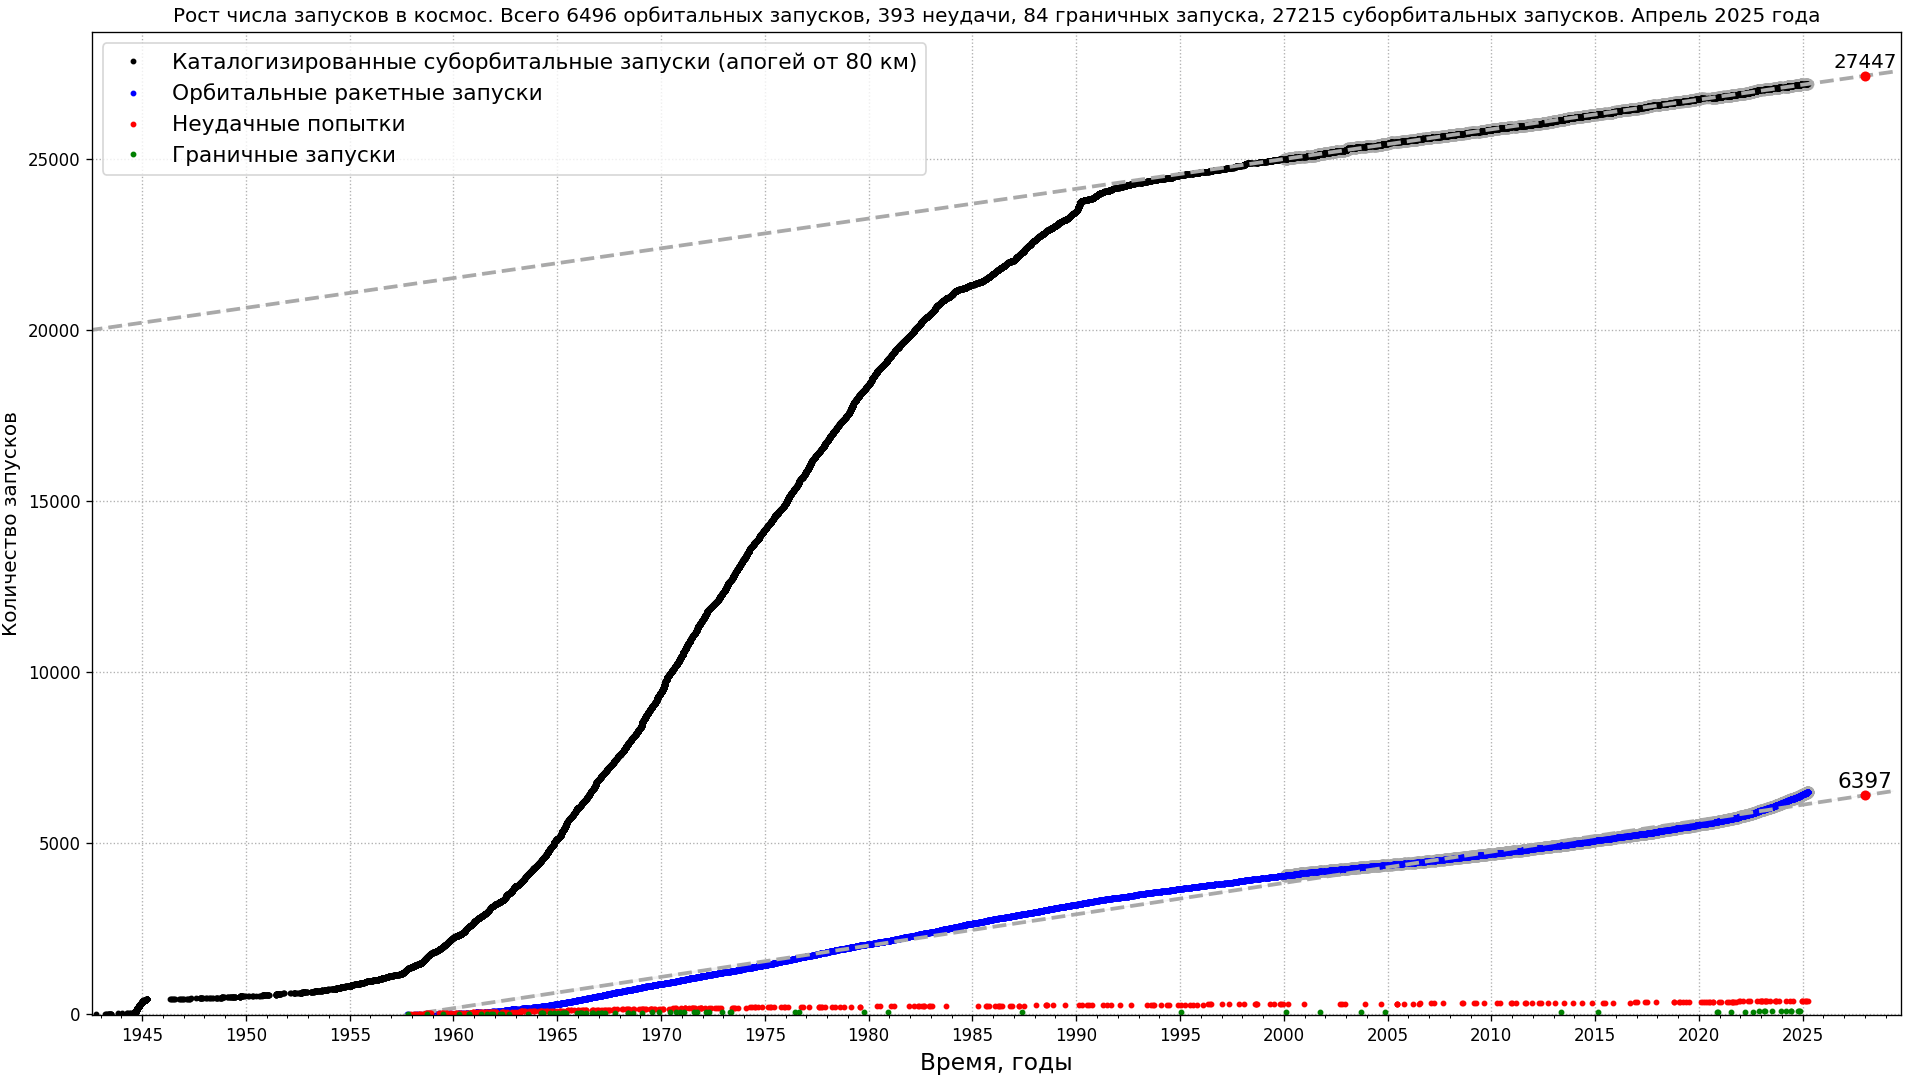 Рост числа запусков в космос. Всего 6496 орбитальных запусков, 393 неудачи, 84 граничных запуска, 27215 суборбитальных запусков. Апрель 2025 года
Каталогизированные суборбитальные запуски (апогей от 80 км)
Орбитальные ракетные запуски
Неудачные попытки
Граничные запуски
27447
6397
Количество запусков
25000
20000
15000
10000
5000
0
1945 1950 1955 1960 1965 1970 1975 1980 1985 1990 1995 2000 2005 2010 2015 2020 2025
Время, годы